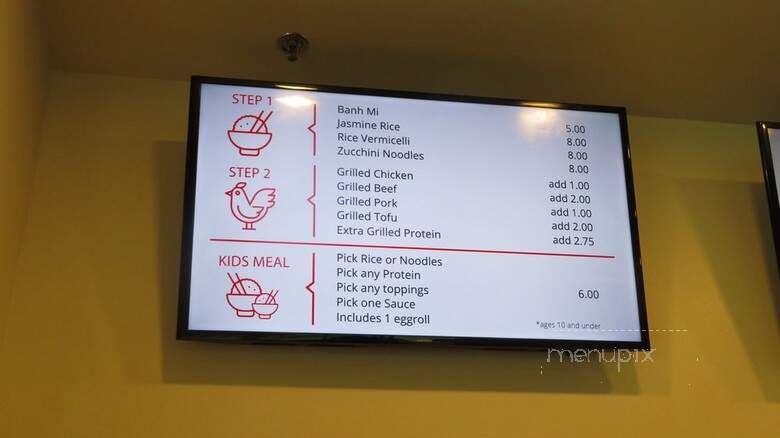 STEP 1
Banh Mi 5.00
Jasmine Rice 8.00
Rice Vermicelli 8.00
Zucchini Noodles 8.00
STEP 2
Grilled Chicken add 1.00
Grilled Beef add 2.00
Grilled Pork add 1.00
Grilled Tofu add 2.00
Extra Grilled Protein add 2.75
KIDS MEAL
Pick Rice or Noodles
Pick any Protein
Pick any toppings 6.00
Pick one Sauce
Includes 1 eggroll
*ages 10 and under
menupix